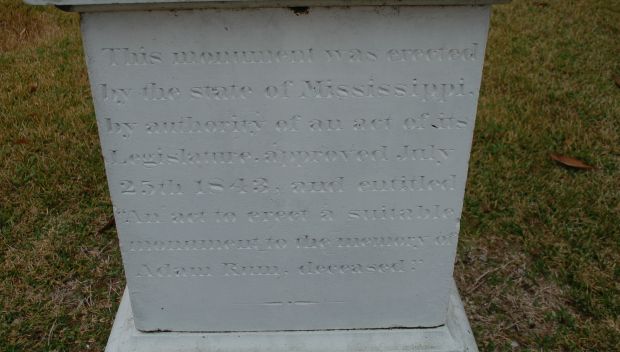 This monument was erected
by the state of Mississippi,
by authority of an act of its
Legislature, approved July
25th 1843, and entitled
"An act to erect a suitable
monument to the memory of
Adam Rum, deceased"